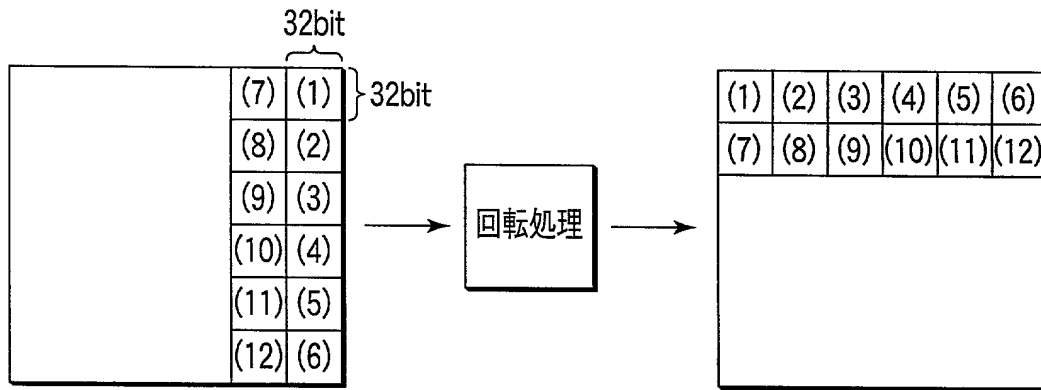 32bit
(7) (1) 32bit
(8) (2)
(9) (3)
(10) (4)
(11) (5)
(12) (6)
回転処理
(1) (2) (3) (4) (5) (6)
(7) (8) (9) (10) (11) (12)